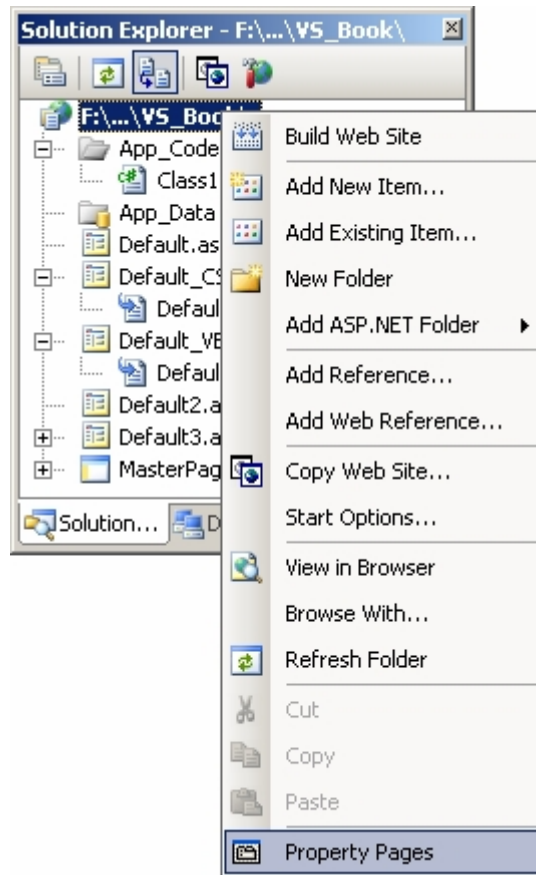 Solution Explorer - F:\...\VS_Book\
F:\...\VS_Boo
App_Code
Class1
App_Data
Default.as
Default_CS
Defaul
Default_VB
Defaul
Default2.a
Default3.a
MasterPag
Solution... D
Build Web Site
Add New Item...
Add Existing Item...
New Folder
Add ASP.NET Folder
Add Reference...
Add Web Reference...
Copy Web Site...
Start Options...
View in Browser
Browse With...
Refresh Folder
Cut
Copy
Paste
Property Pages